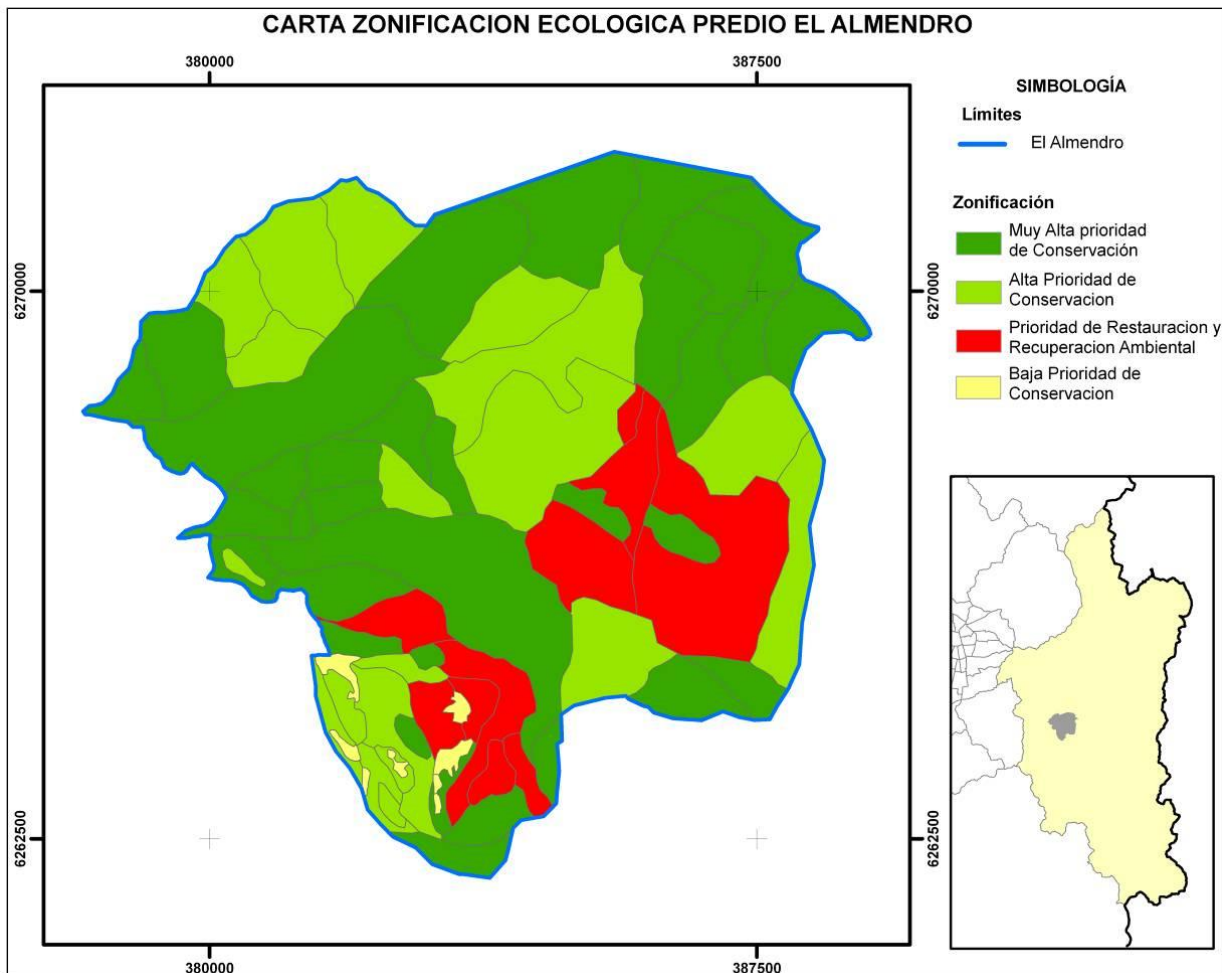 CARTA ZONIFICACION ECOLOGICA PREDIO EL ALMENDRO
380000
387500
6270000
6270000
6262500
6262500
380000
387500
SIMBOLOGÍA
Límites
El Almendro
Zonificación
Muy Alta prioridad
de Conservación
Alta Prioridad de
Conservacion
Prioridad de Restauracion y
Recuperacion Ambiental
Baja Prioridad de
Conservacion